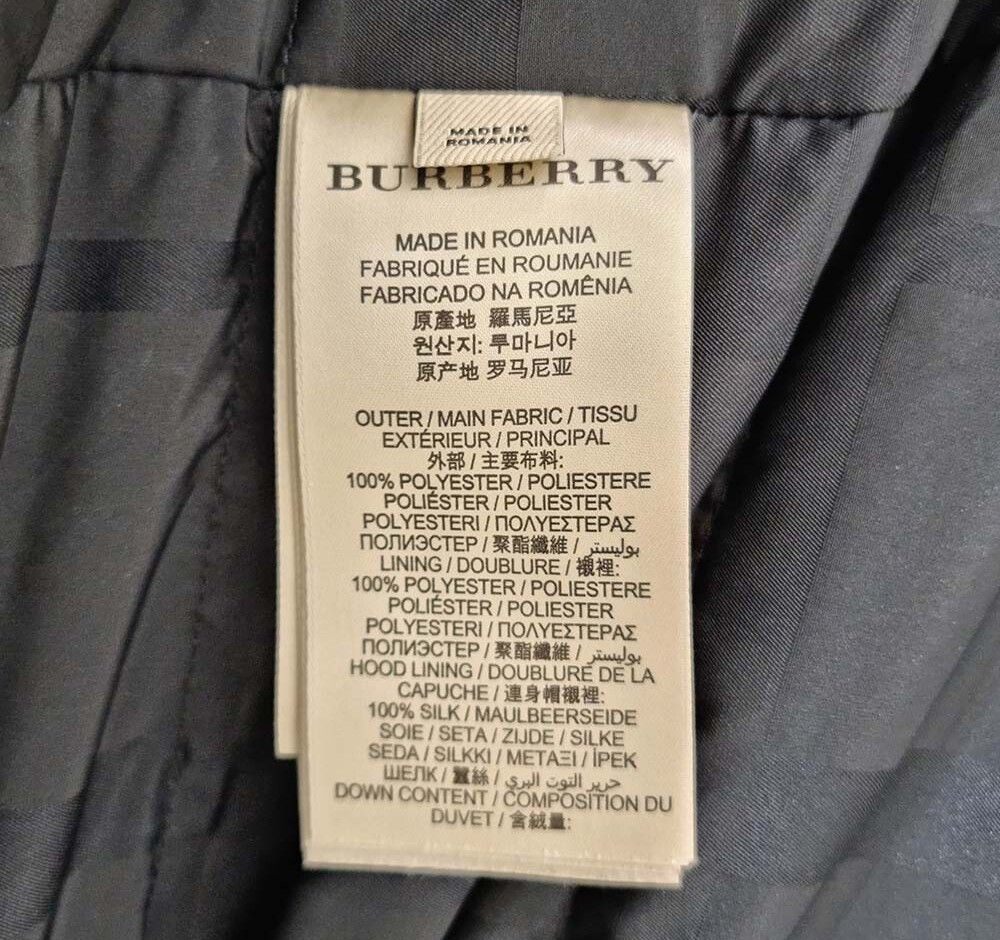 MADE IN
ROMANIA
BURBERRY
MADE IN ROMANIA
FABRIQUÉ EN ROUMANIE
FABRICADO NA ROMÊNIA
原產地 羅馬尼亞
원산지: 루마니아
原产地 罗马尼亚
OUTER / MAIN FABRIC / TISSU
EXTÉRIEUR / PRINCIPAL
外部 / 主要布料:
100% POLYESTER / POLIESTERE
POLIÉSTER / POLIESTER
POLYESTERI / ΠΟΛΥΕΣΤΕΡΑΣ
ПОЛИЭСТЕР / 聚酯纖維 / بوليستر
LINING / DOUBLURE / 襯裡:
100% POLYESTER / POLIESTERE
POLIÉSTER / POLIESTER
POLYESTERI / ΠΟΛΥΕΣΤΕΡΑΣ
ПОЛИЭСТЕР / 聚酯纖維 / بوليستر
HOOD LINING / DOUBLURE DE LA
CAPUCHE / 連身帽襯裡:
100% SILK / MAULBEERSEIDE
SOIE / SETA / ZIJDE / SILKE
SEDA / SILKKI / ΜΕΤΑΞΙ / İPEK
ШЕЛК / 蠶絲 / حرير التوت البري
DOWN CONTENT / COMPOSITION DU
DUVET / 含絨量: